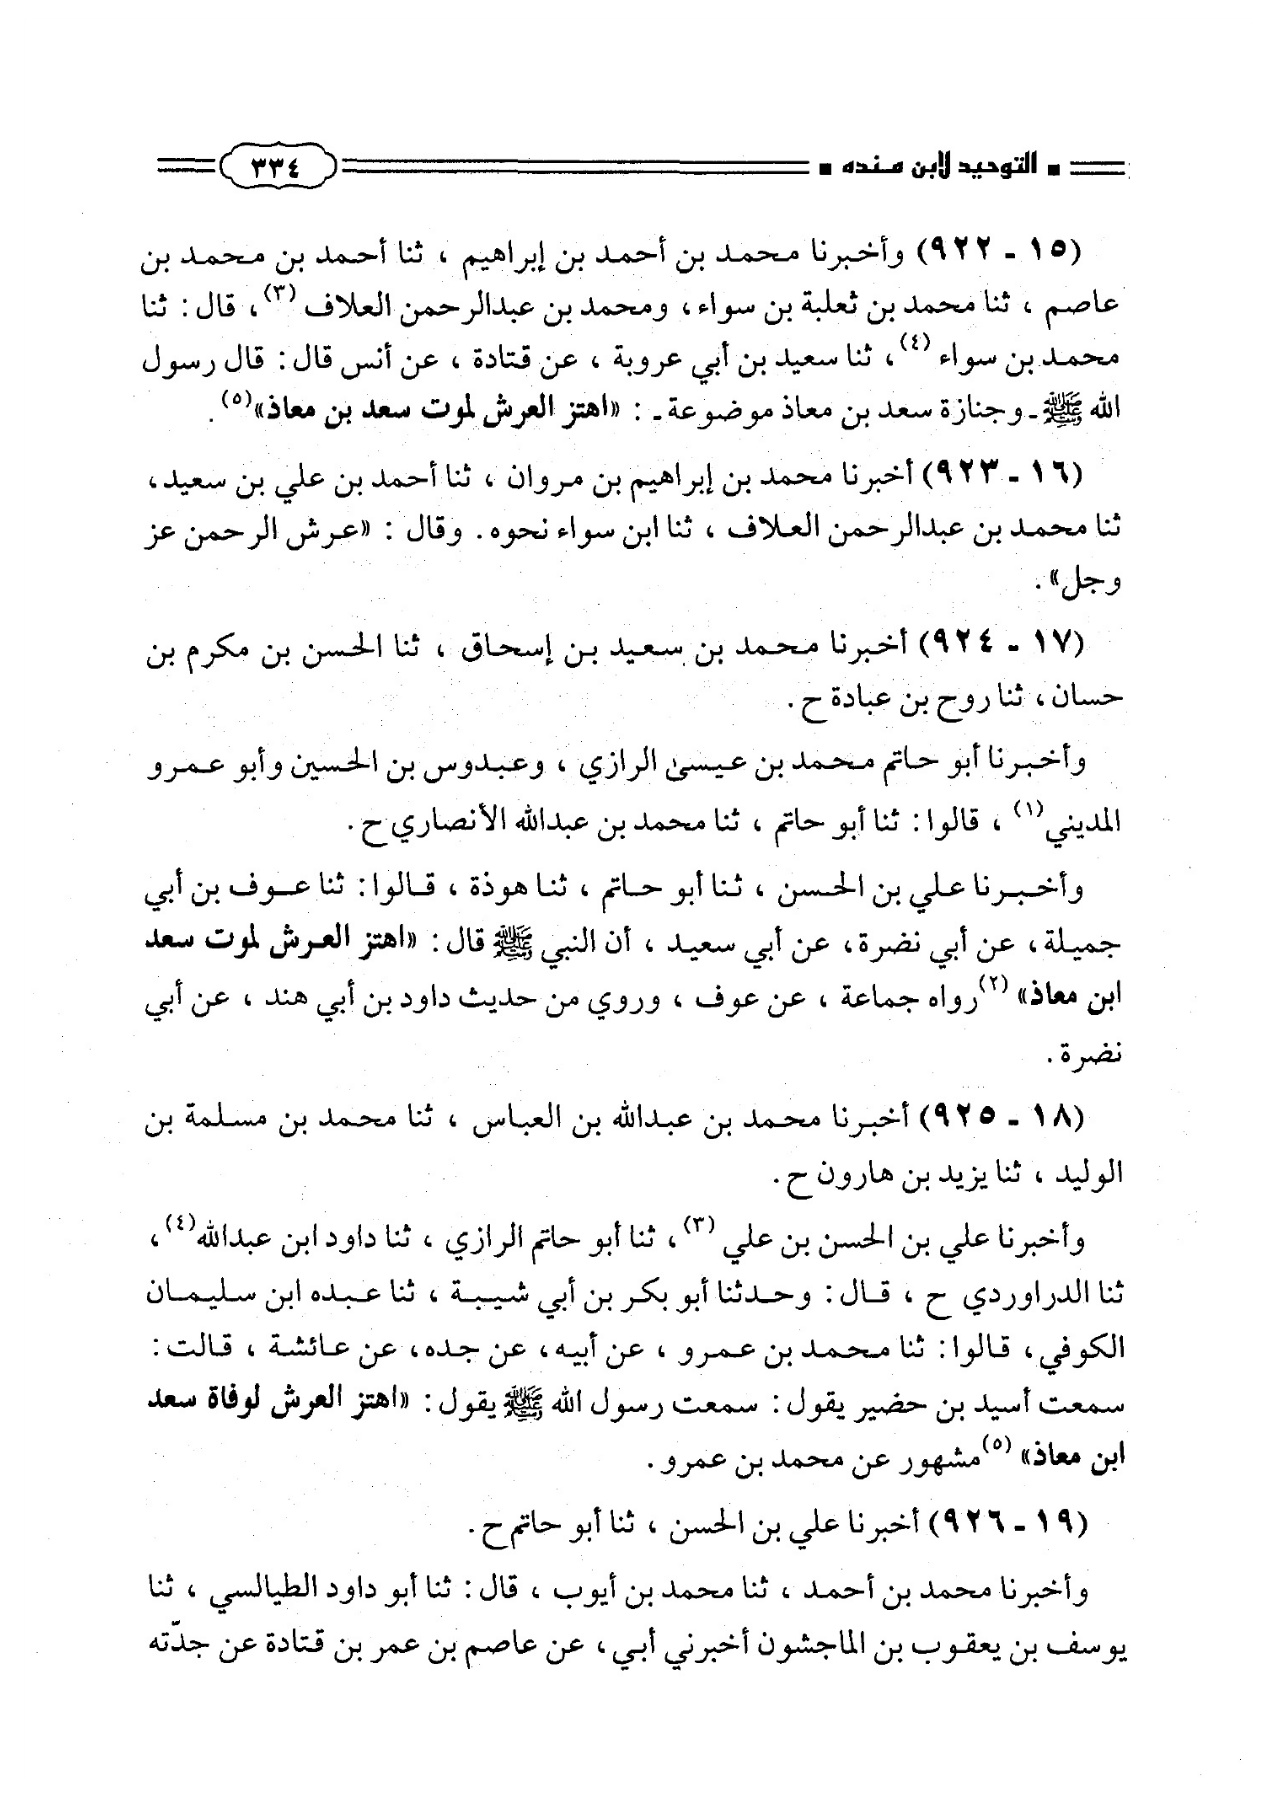 التوحيد لابن منده
٣٣٤
(١٥ - ٩٢٢) وأخبرنا محمد بن أحمد بن إبراهيم ، ثنا أحمد بن محمد بن
عاصم ، ثنا محمد بن ثعلبة بن سواء، ومحمد بن عبدالرحمن العلاف (٣)، قال: ثنا
محمد بن سواء (٤)، ثنا سعيد بن أبي عروبة ، عن قتادة ، عن أنس قال: قال رسول
الله ﷺ - وجنازة سعد بن معاذ موضوعة - : «اهتز العرش لموت سعد بن معاذ»(٥).
(١٦ - ٩٢٣) أخبرنا محمد بن إبراهيم بن مروان ، ثنا أحمد بن علي بن سعيد،
ثنا محمد بن عبدالرحمن العلاف ، ثنا ابن سواء نحوه. وقال : «عرش الرحمن عز
وجل» .
(١٧ - ٩٢٤) أخبرنا محمد بن سعيد بن إسحاق ، ثنا الحسن بن مكرم بن
حسان، ثنا روح بن عبادة ح .
وأخبرنا أبو حاتم محمد بن عيسىٰ الرازي ، وعبدوس بن الحسين وأبو عمرو
المديني(١) ، قالوا: ثنا أبو حاتم ، ثنا محمد بن عبدالله الأنصاري ح .
وأخبرنا علي بن الحسن ، ثنا أبو حاتم ، ثنا هوذة ، قالوا: ثنا عوف بن أبي
جميلة، عن أبي نضرة، عن أبي سعيد ، أن النبي ﷺ قال: «اهتز العرش لموت سعد
ابن معاذ» (٢)رواه جماعة ، عن عوف ، وروي من حديث داود بن أبي هند ، عن أبي
نضرة .
(١٨ - ٩٢٥) أخبرنا محمد بن عبدالله بن العباس ، ثنا محمد بن مسلمة بن
الوليد ، ثنا يزيد بن هارون ح .
وأخبرنا علي بن الحسن بن علي (٣)، ثنا أبو حاتم الرازي ، ثنا داود ابن عبدالله(٤)،
ثنا الدراوردي ح ، قال: وحدثنا أبو بكر بن أبي شيبة ، ثنا عبده ابن سليمان
الكوفي، قالوا: ثنا محمد بن عمرو ، عن أبيه، عن جده، عن عائشة ، قالت:
سمعت أسيد بن حضير يقول: سمعت رسول الله ﷺ يقول: «اهتز العرش لوفاة سعد
ابن معاذ» (٥)مشهور عن محمد بن عمرو .
(١٩ - ٩٢٦) أخبرنا علي بن الحسن ، ثنا أبو حاتم ح .
وأخبرنا محمد بن أحمد ، ثنا محمد بن أيوب ، قال: ثنا أبو داود الطيالسي ، ثنا
يوسف بن يعقوب بن الماجشون أخبرني أبي، عن عاصم بن عمر بن قتادة عن جدّته